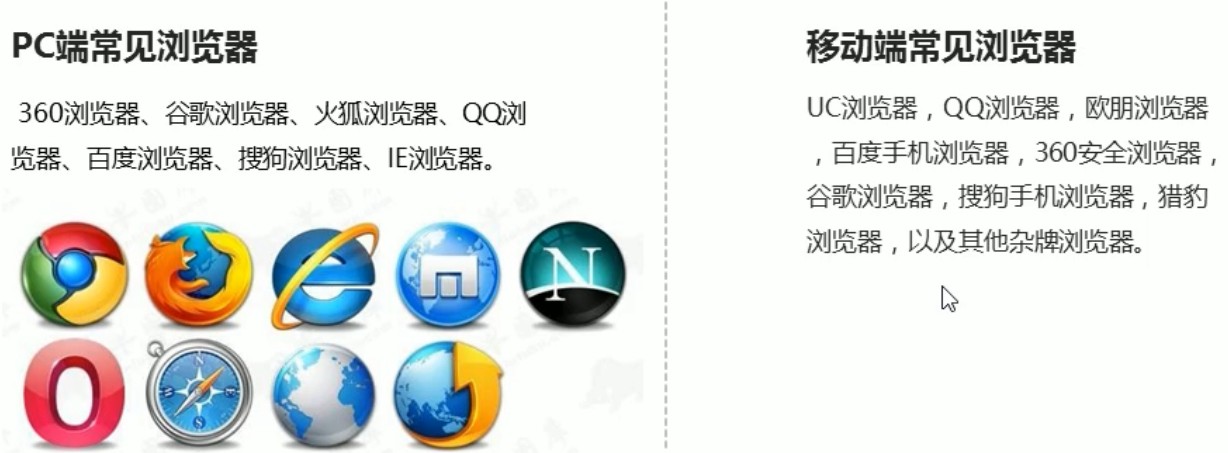 PC端常见浏览器
360浏览器、谷歌浏览器、火狐浏览器、QQ浏
览器、百度浏览器、搜狗浏览器、IE浏览器。
N
移动端常见浏览器
UC浏览器，QQ浏览器，欧朋浏览器
，百度手机浏览器，360安全浏览器，
谷歌浏览器，搜狗手机浏览器，猎豹
浏览器，以及其他杂牌浏览器。